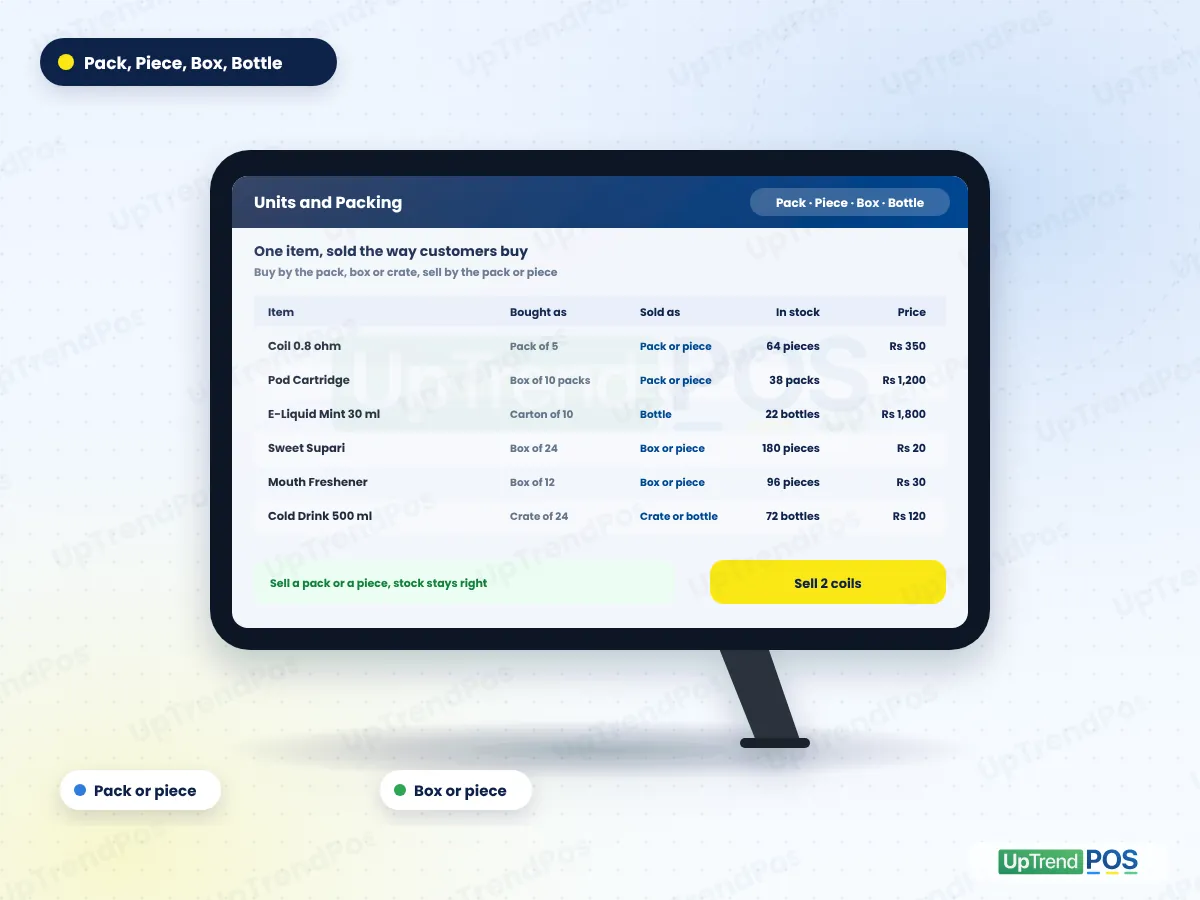 Pack, Piece, Box, Bottle
Units and Packing
Pack · Piece · Box · Bottle
One item, sold the way customers buy
Buy by the pack, box or crate, sell by the pack or piece
Item Bought as Sold as In stock Price
Coil 0.8 ohm Pack of 5 Pack or piece 64 pieces Rs 350
Pod Cartridge Box of 10 packs Pack or piece 38 packs Rs 1,200
E-Liquid Mint 30 ml Carton of 10 Bottle 22 bottles Rs 1,800
Sweet Supari Box of 24 Box or piece 180 pieces Rs 20
Mouth Freshener Box of 12 Box or piece 96 pieces Rs 30
Cold Drink 500 ml Crate of 24 Crate or bottle 72 bottles Rs 120
Sell a pack or a piece, stock stays right
Sell 2 coils
Pack or piece
Box or piece
UpTrend POS